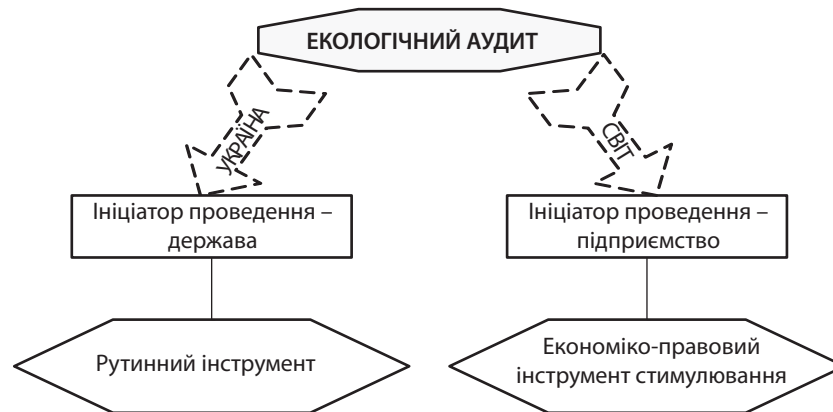 ЕКОЛОГІЧНИЙ АУДИТ
УКРАЇНА
СВІТ
Ініціатор проведення –
держава
Ініціатор проведення –
підприємство
Рутинний інструмент
Економіко-правовий
інструмент стимулювання